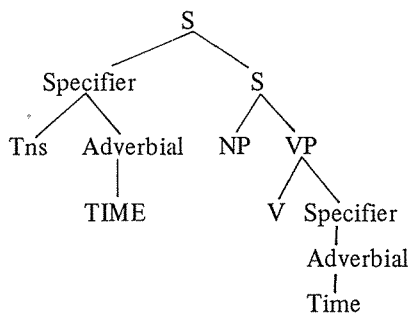 S
Specifier S
Tns Adverbial NP VP
TIME V Specifier
Adverbial
Time